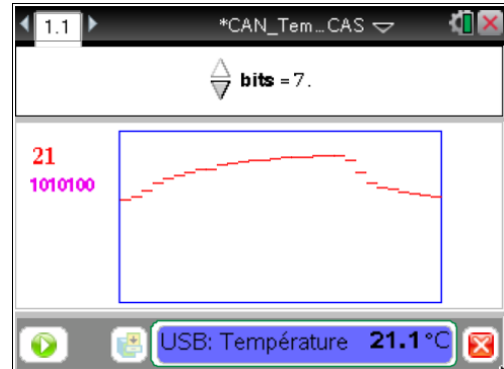 1.1 *CAN_Tem…CAS
bits = 7.
21
1010100
USB: Température 21.1°C